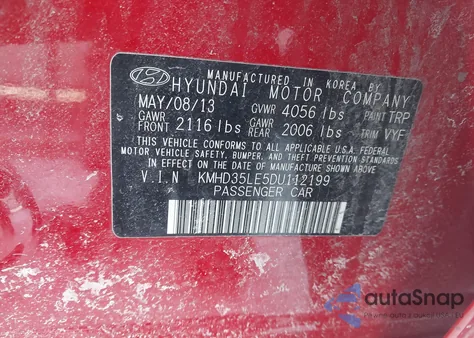 MANUFACTURED IN KOREA BY
HYUNDAI MOTOR COMPANY
MAY/08/13 GVWR 4056 lbs PAINT TRP
GAWR FRONT 2116 lbs GAWR REAR 2006 lbs TRIM VYF
THIS VEHICLE CONFORMS TO ALL APPLICABLE U.S.A. FEDERAL
MOTOR VEHICLE SAFETY, BUMPER, AND THEFT PREVENTION STANDARDS
IN EFFECT ON THE DATE OF MANUFACTURE SHOWN ABOVE.
V.I.N KMHD35LE5DU112199
PASSENGER CAR
autoSnap